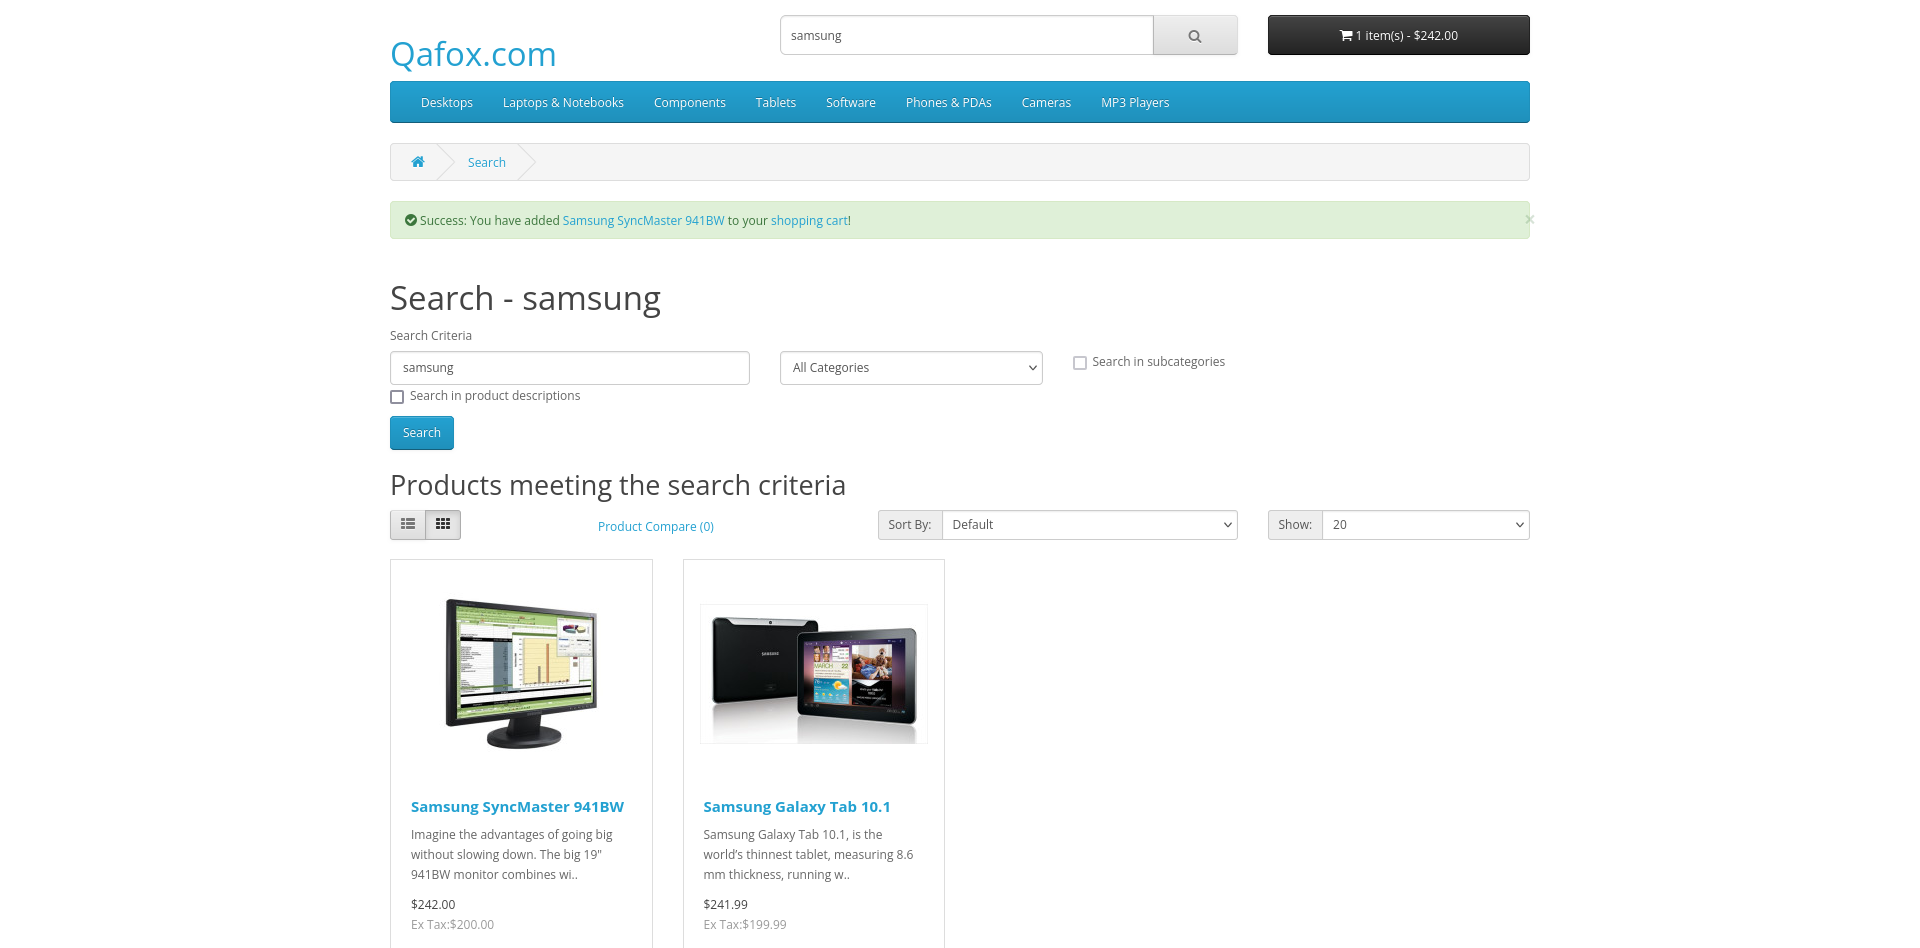 samsung
1 item(s) - $242.00
Qafox.com
Desktops Laptops & Notebooks Components Tablets Software Phones & PDAs Cameras MP3 Players
Search
Success: You have added Samsung SyncMaster 941BW to your shopping cart!
×
Search - samsung
Search Criteria
samsung
All Categories
Search in subcategories
Search in product descriptions
Search
Products meeting the search criteria
Product Compare (0)
Sort By: Default
Show: 20
SAMSUNG
MARCH 22
Samsung SyncMaster 941BW
Imagine the advantages of going big
without slowing down. The big 19"
941BW monitor combines wi..
$242.00
Ex Tax:$200.00
Samsung Galaxy Tab 10.1
Samsung Galaxy Tab 10.1, is the
world’s thinnest tablet, measuring 8.6
mm thickness, running w..
$241.99
Ex Tax:$199.99